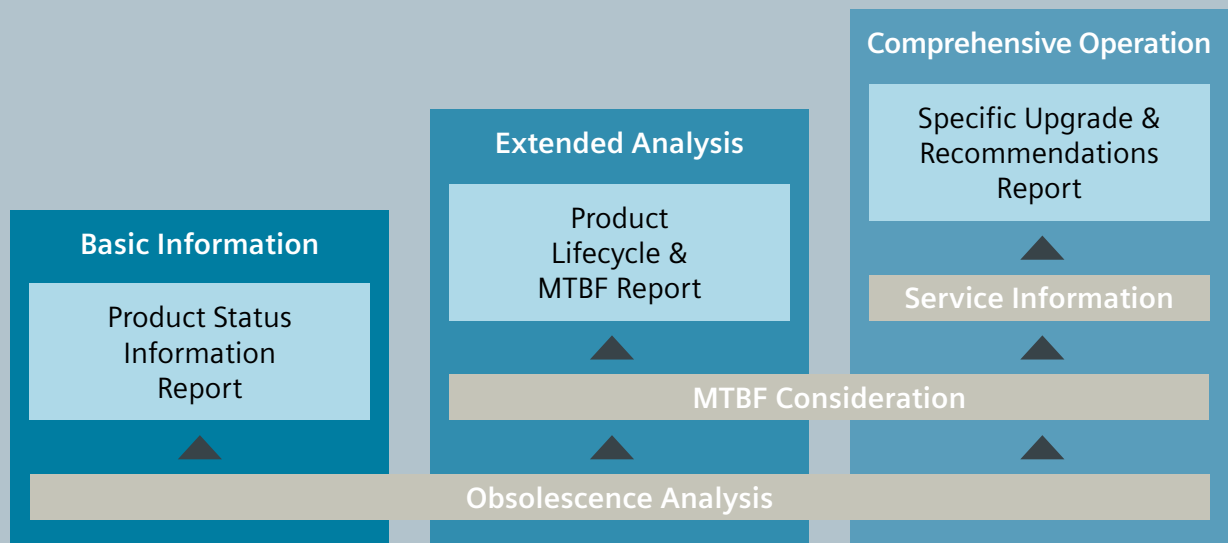 Basic Information
Product Status
Information
Report
Extended Analysis
Product
Lifecycle &
MTBF Report
Comprehensive Operation
Specific Upgrade &
Recommendations
Report
Service Information
MTBF Consideration
Obsolescence Analysis